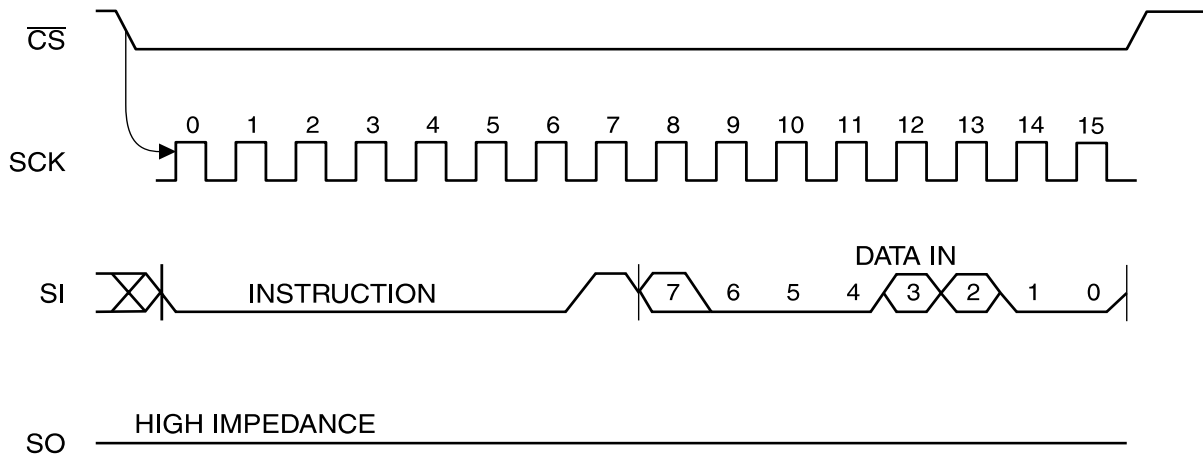 C̅S̅
0 1 2 3 4 5 6 7 8 9 10 11 12 13 14 15
SCK
DATA IN
SI INSTRUCTION 7 6 5 4 3 2 1 0
HIGH IMPEDANCE
SO